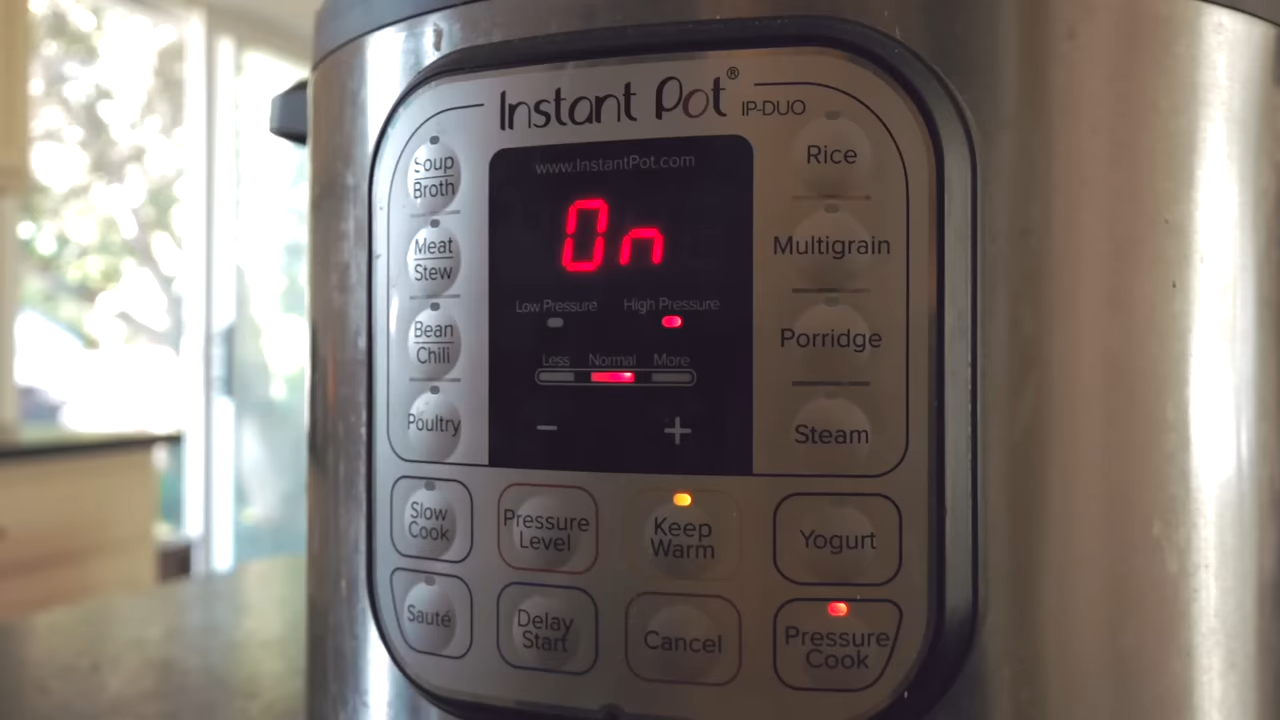 Instant Pot® IP-DUO
www.InstantPot.com
On
Low Pressure High Pressure
Less Normal More
− +
Soup
Broth
Meat
Stew
Bean
Chili
Poultry
Rice
Multigrain
Porridge
Steam
Slow
Cook
Pressure
Level
Keep
Warm
Yogurt
Sauté
Delay
Start
Cancel
Pressure
Cook